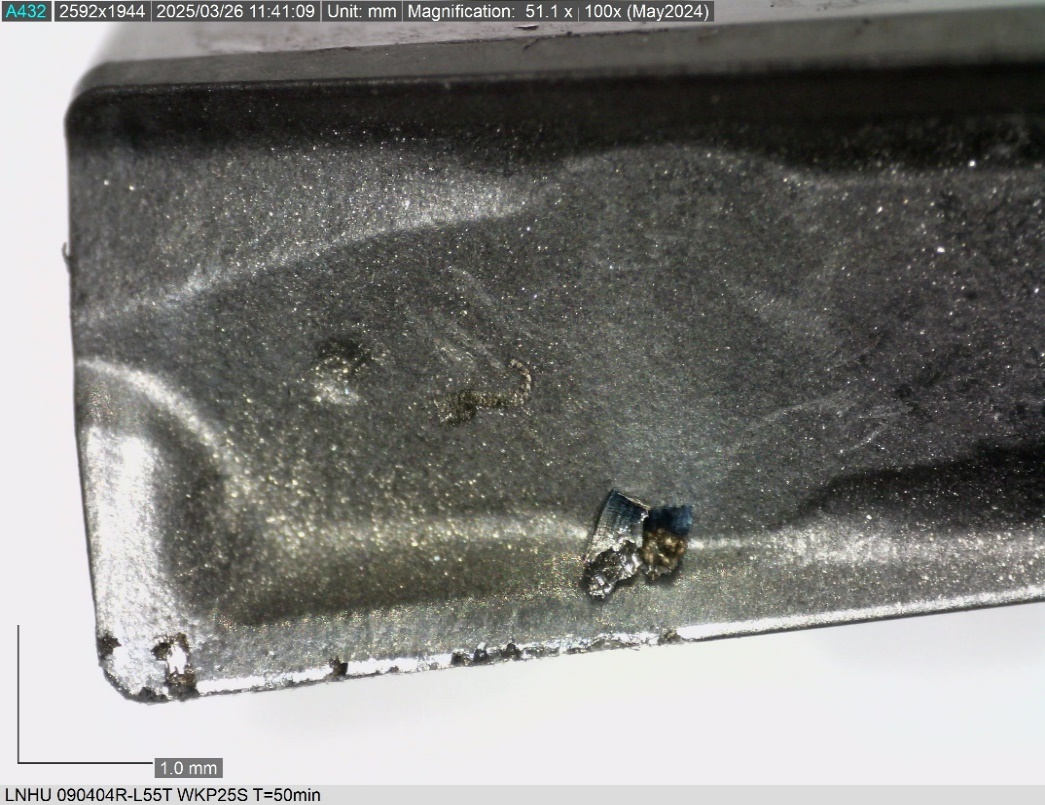 A432 2592x1944 2025/03/26 11:41:09 Unit: mm Magnification: 51.1 x 100x (May2024)
1.0 mm
LNHU 090404R-L55T WKP25S T=50min